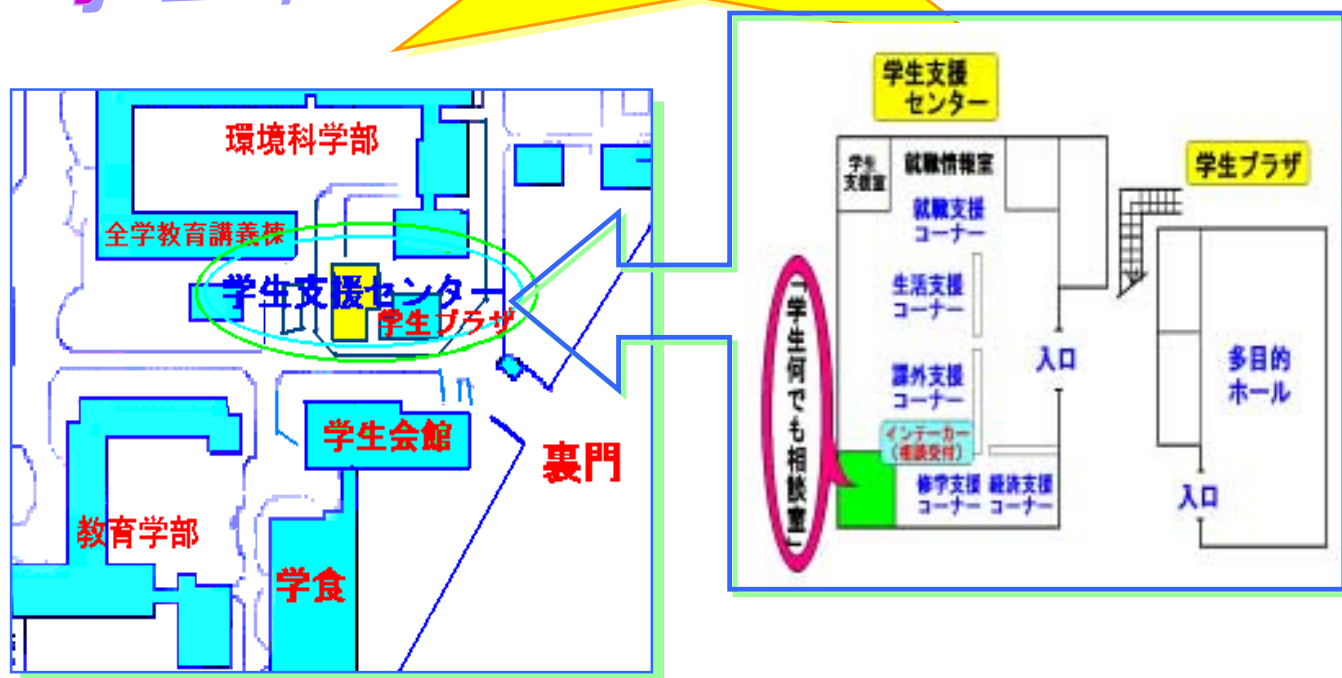 環境科学部
全学教育講義棟
学生支援センター
学生プラザ
学生会館
裏門
教育学部
学食
学生支援
センター
学生プラザ
学生
支援室
就職情報室
就職支援
コーナー
生活支援
コーナー
課外支援
コーナー
インテーカー
(相談受付)
修学支援
コーナー
経済支援
コーナー
入口
多目的
ホール
入口
「学生何でも相談室」